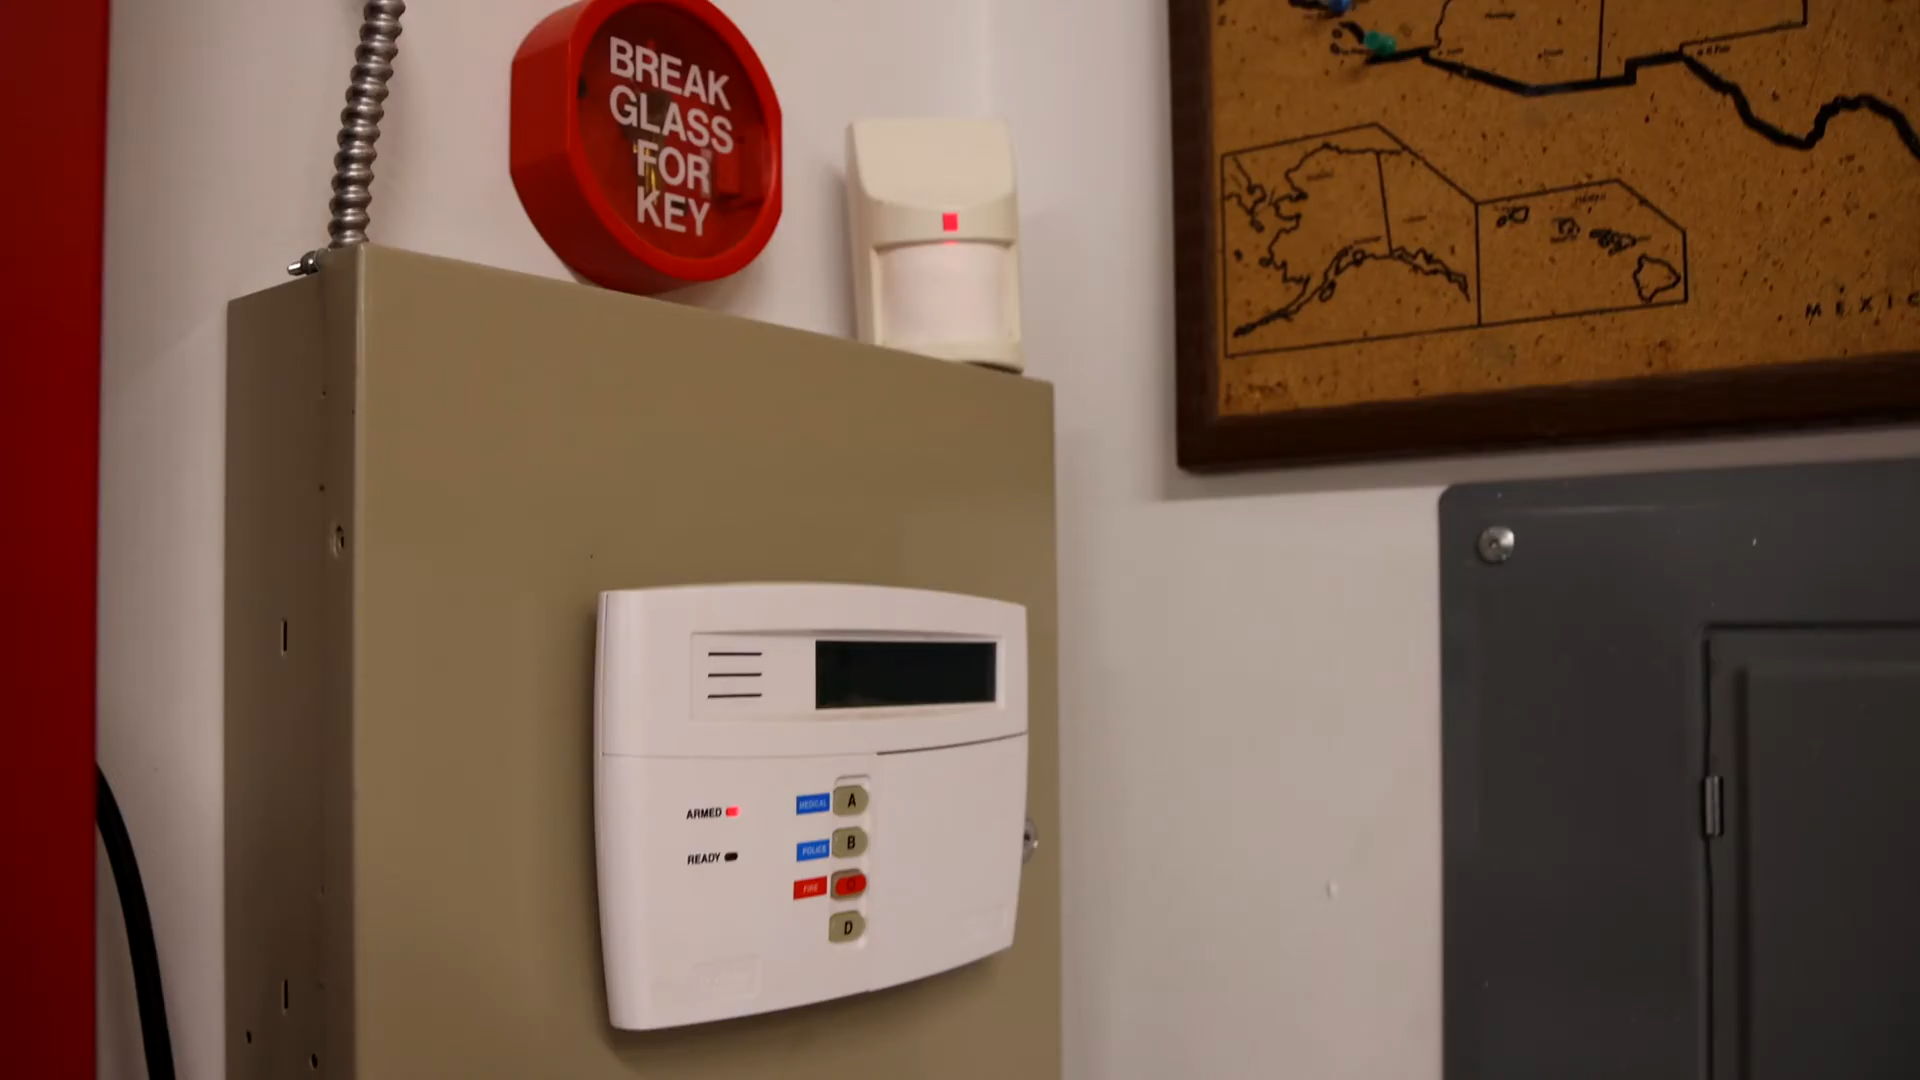 BREAK
GLASS
FOR
KEY
MEXIC
ARMED
READY
MEDICAL
POLICE
FIRE
A
B
D